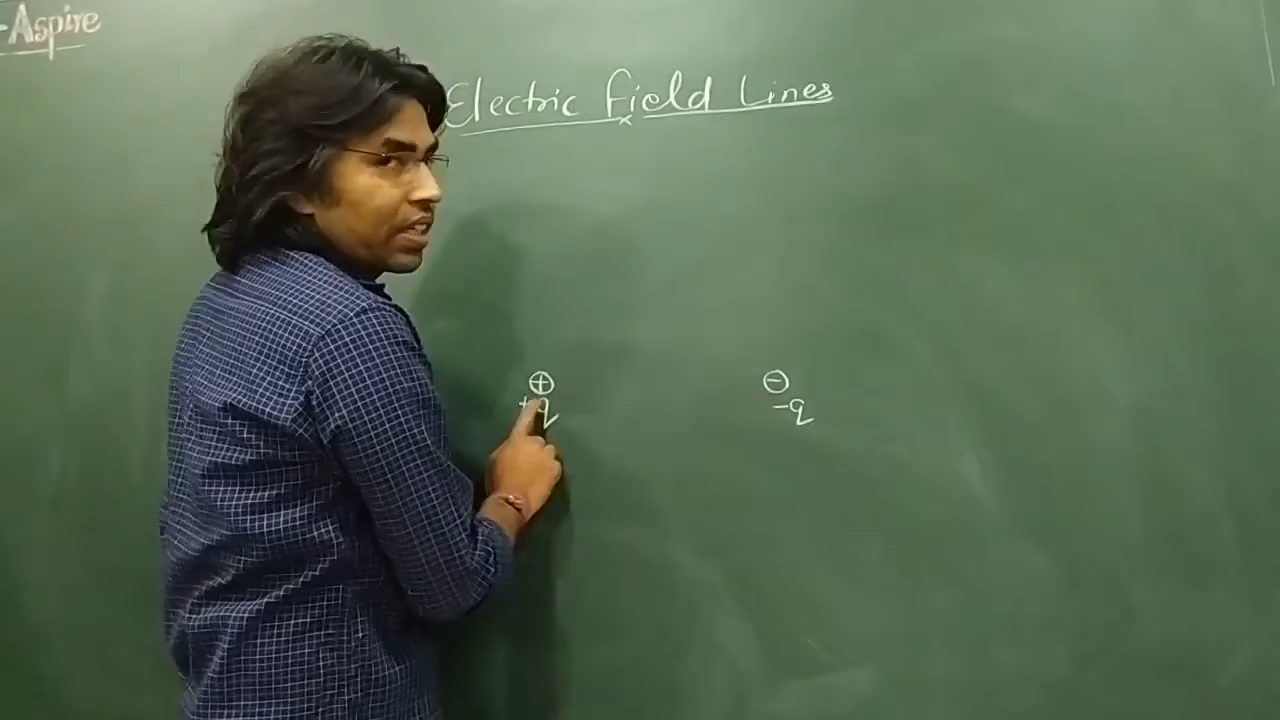 -Aspire
Electric field Lines
⊕ ⊖
+q -q